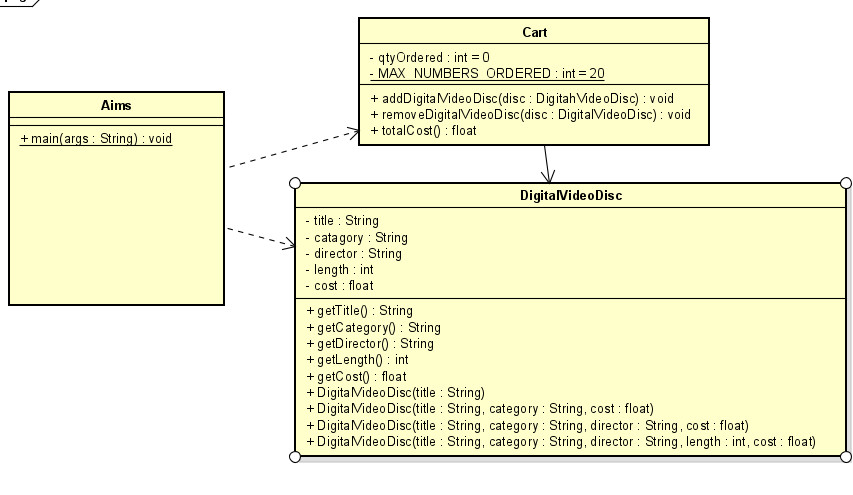 Cart
- qtyOrdered : int = 0
- MAX_NUMBERS_ORDERED : int = 20
+ addDigitalVideoDisc(disc : DigitahVideoDisc) : void
+ removeDigitalVideoDisc(disc : DigitalVideoDisc) : void
+ totalCost() : float
Aims
+ main(args : String) : void
DigitalVideoDisc
- title : String
- catagory : String
- director : String
- length : int
- cost : float
+ getTitle() : String
+ getCategory() : String
+ getDirector() : String
+ getLength() : int
+ getCost() : float
+ DigitalVideoDisc(title : String)
+ DigitalVideoDisc(title : String, category : String, cost : float)
+ DigitalVideoDisc(title : String, category : String, director : String, cost : float)
+ DigitalVideoDisc(title : String, category : String, director : String, length : int, cost : float)